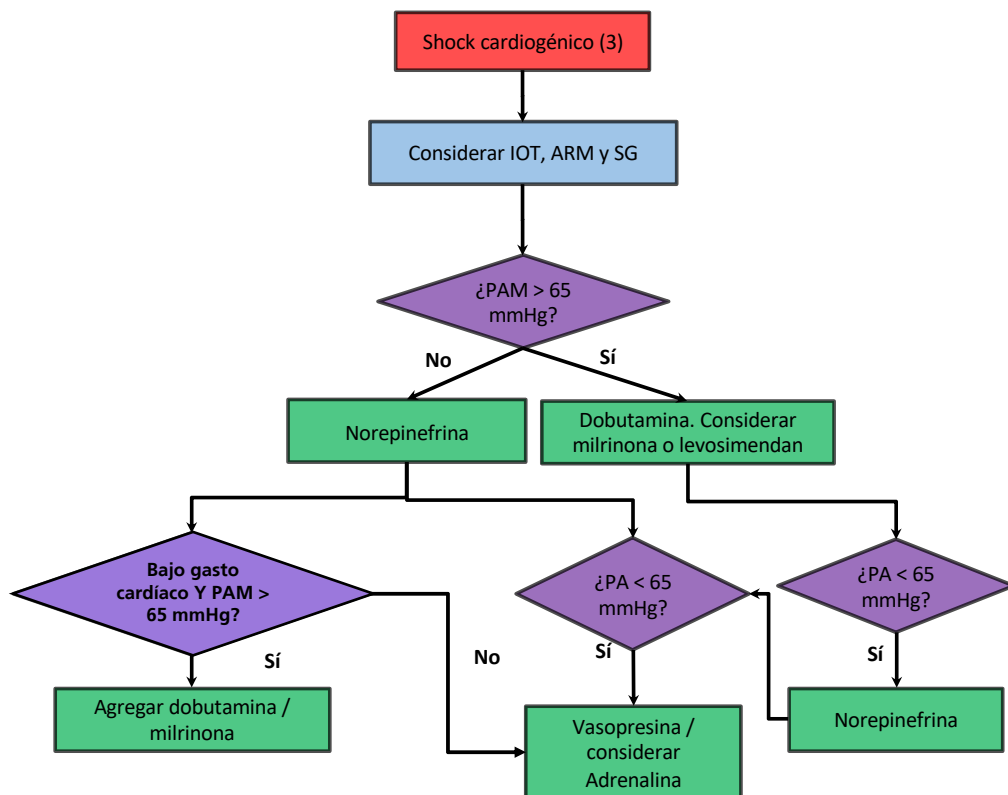 Shock cardiogénico (3)
Considerar IOT, ARM y SG
¿PAM > 65
mmHg?
No
Sí
Norepinefrina
Dobutamina. Considerar
milrinona o levosimendan
Bajo gasto
cardíaco Y PAM >
65 mmHg?
¿PA < 65
mmHg?
¿PA < 65
mmHg?
Sí
No
Sí
Sí
Agregar dobutamina /
milrinona
Vasopresina /
considerar
Adrenalina
Norepinefrina